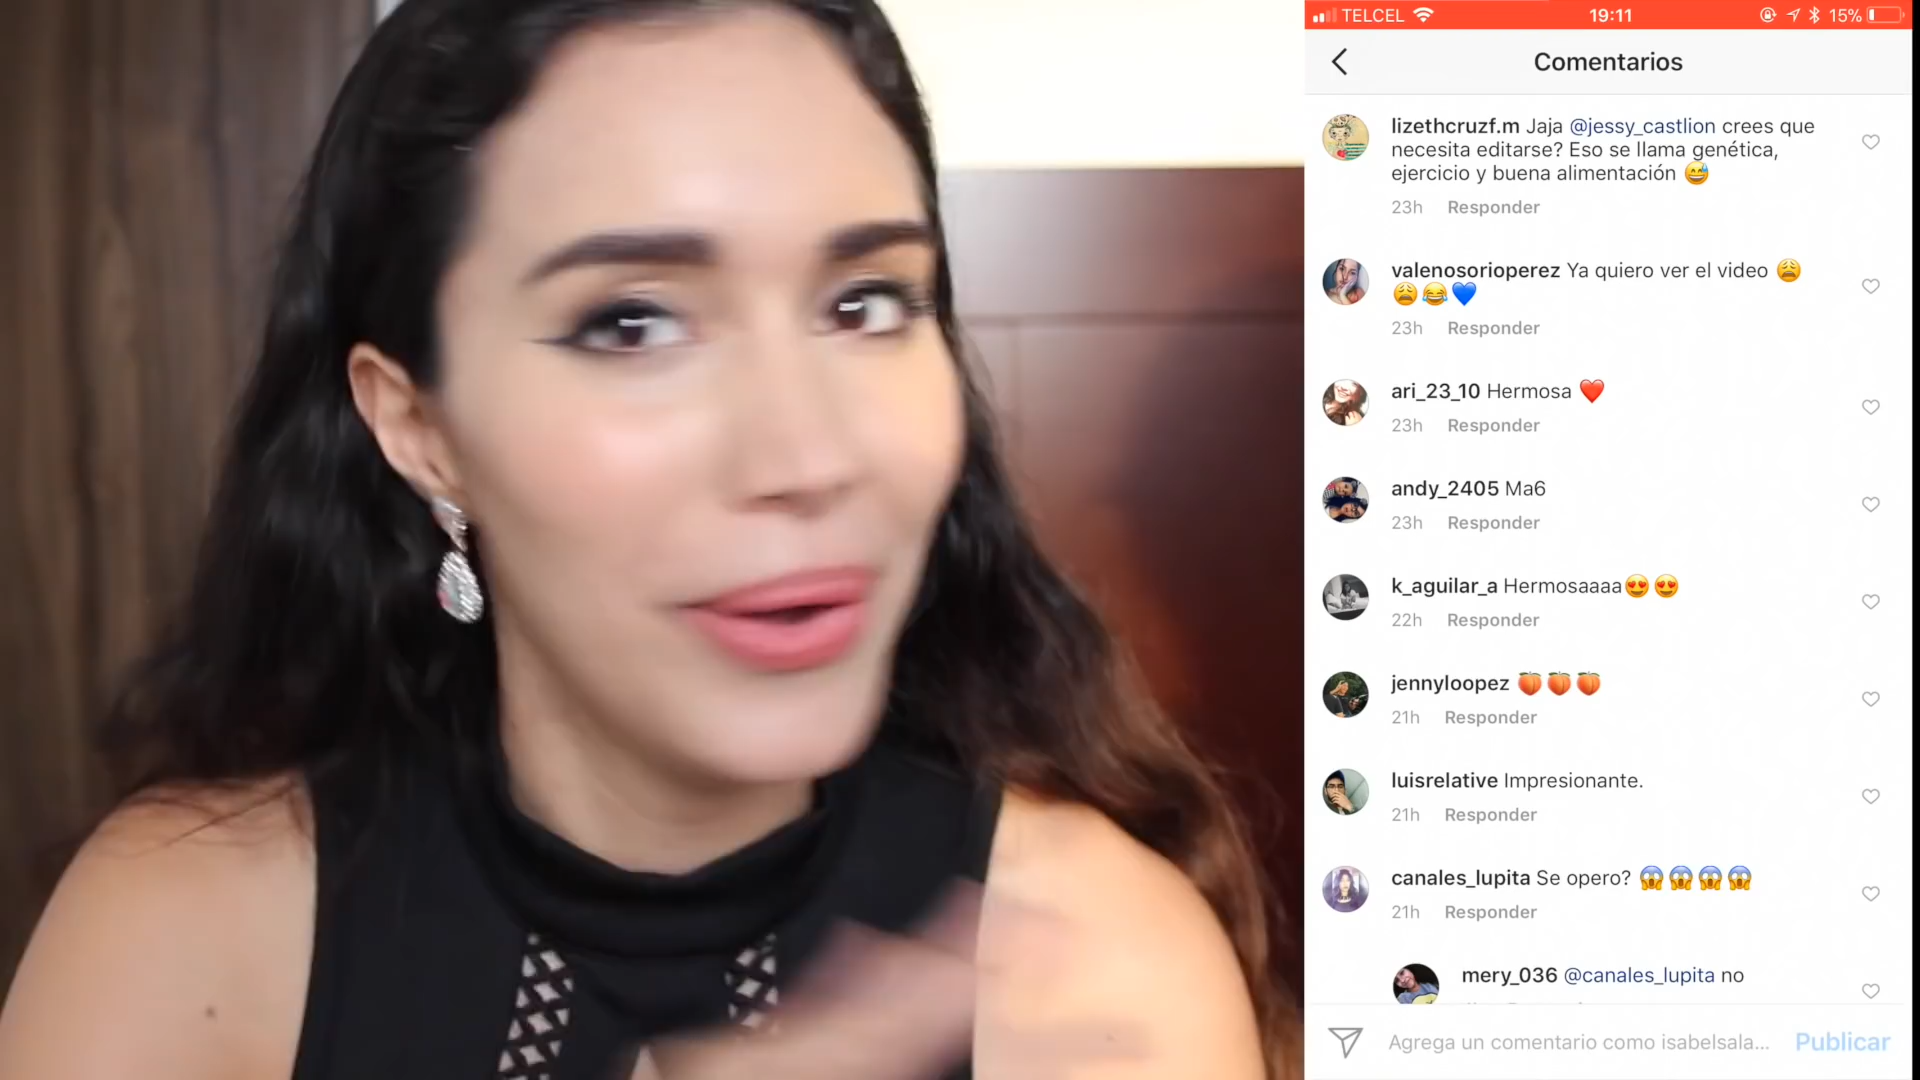 TELCEL 19:11 15%
Comentarios
lizethcruzf.m Jaja @jessy_castlion crees que
necesita editarse? Eso se llama genética,
ejercicio y buena alimentación 😅
23h Responder
valenosorioperez Ya quiero ver el video 😩
😩😂💙
23h Responder
ari_23_10 Hermosa ❤️
23h Responder
andy_2405 Ma6
23h Responder
k_aguilar_a Hermosaaaa😍😍
22h Responder
jennyloopez 🍑🍑🍑
21h Responder
luisrelative Impresionante.
21h Responder
canales_lupita Se opero? 😱😱😱😱
21h Responder
mery_036 @canales_lupita no
Agrega un comentario como isabelsala... Publicar